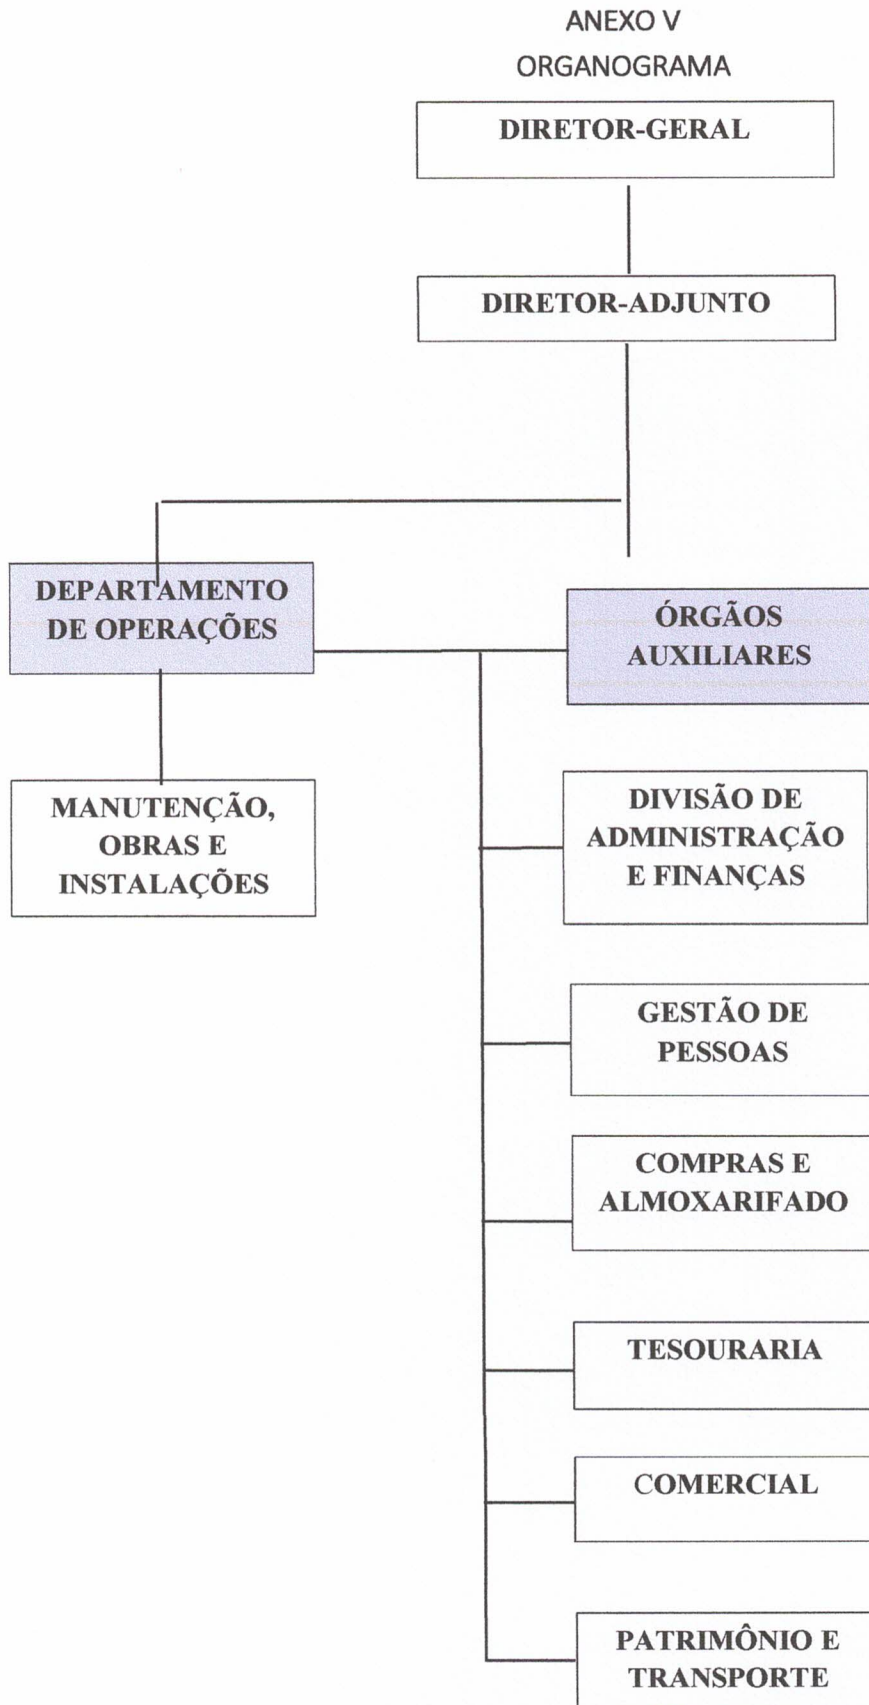 ANEXO V
ORGANOGRAMA
DIRETOR-GERAL
DIRETOR-ADJUNTO
DEPARTAMENTO
DE OPERAÇÕES
ÓRGÃOS
AUXILIARES
MANUTENÇÃO,
OBRAS E
INSTALAÇÕES
DIVISÃO DE
ADMINISTRAÇÃO
E FINANÇAS
GESTÃO DE
PESSOAS
COMPRAS E
ALMOXARIFADO
TESOURARIA
COMERCIAL
PATRIMÔNIO E
TRANSPORTE